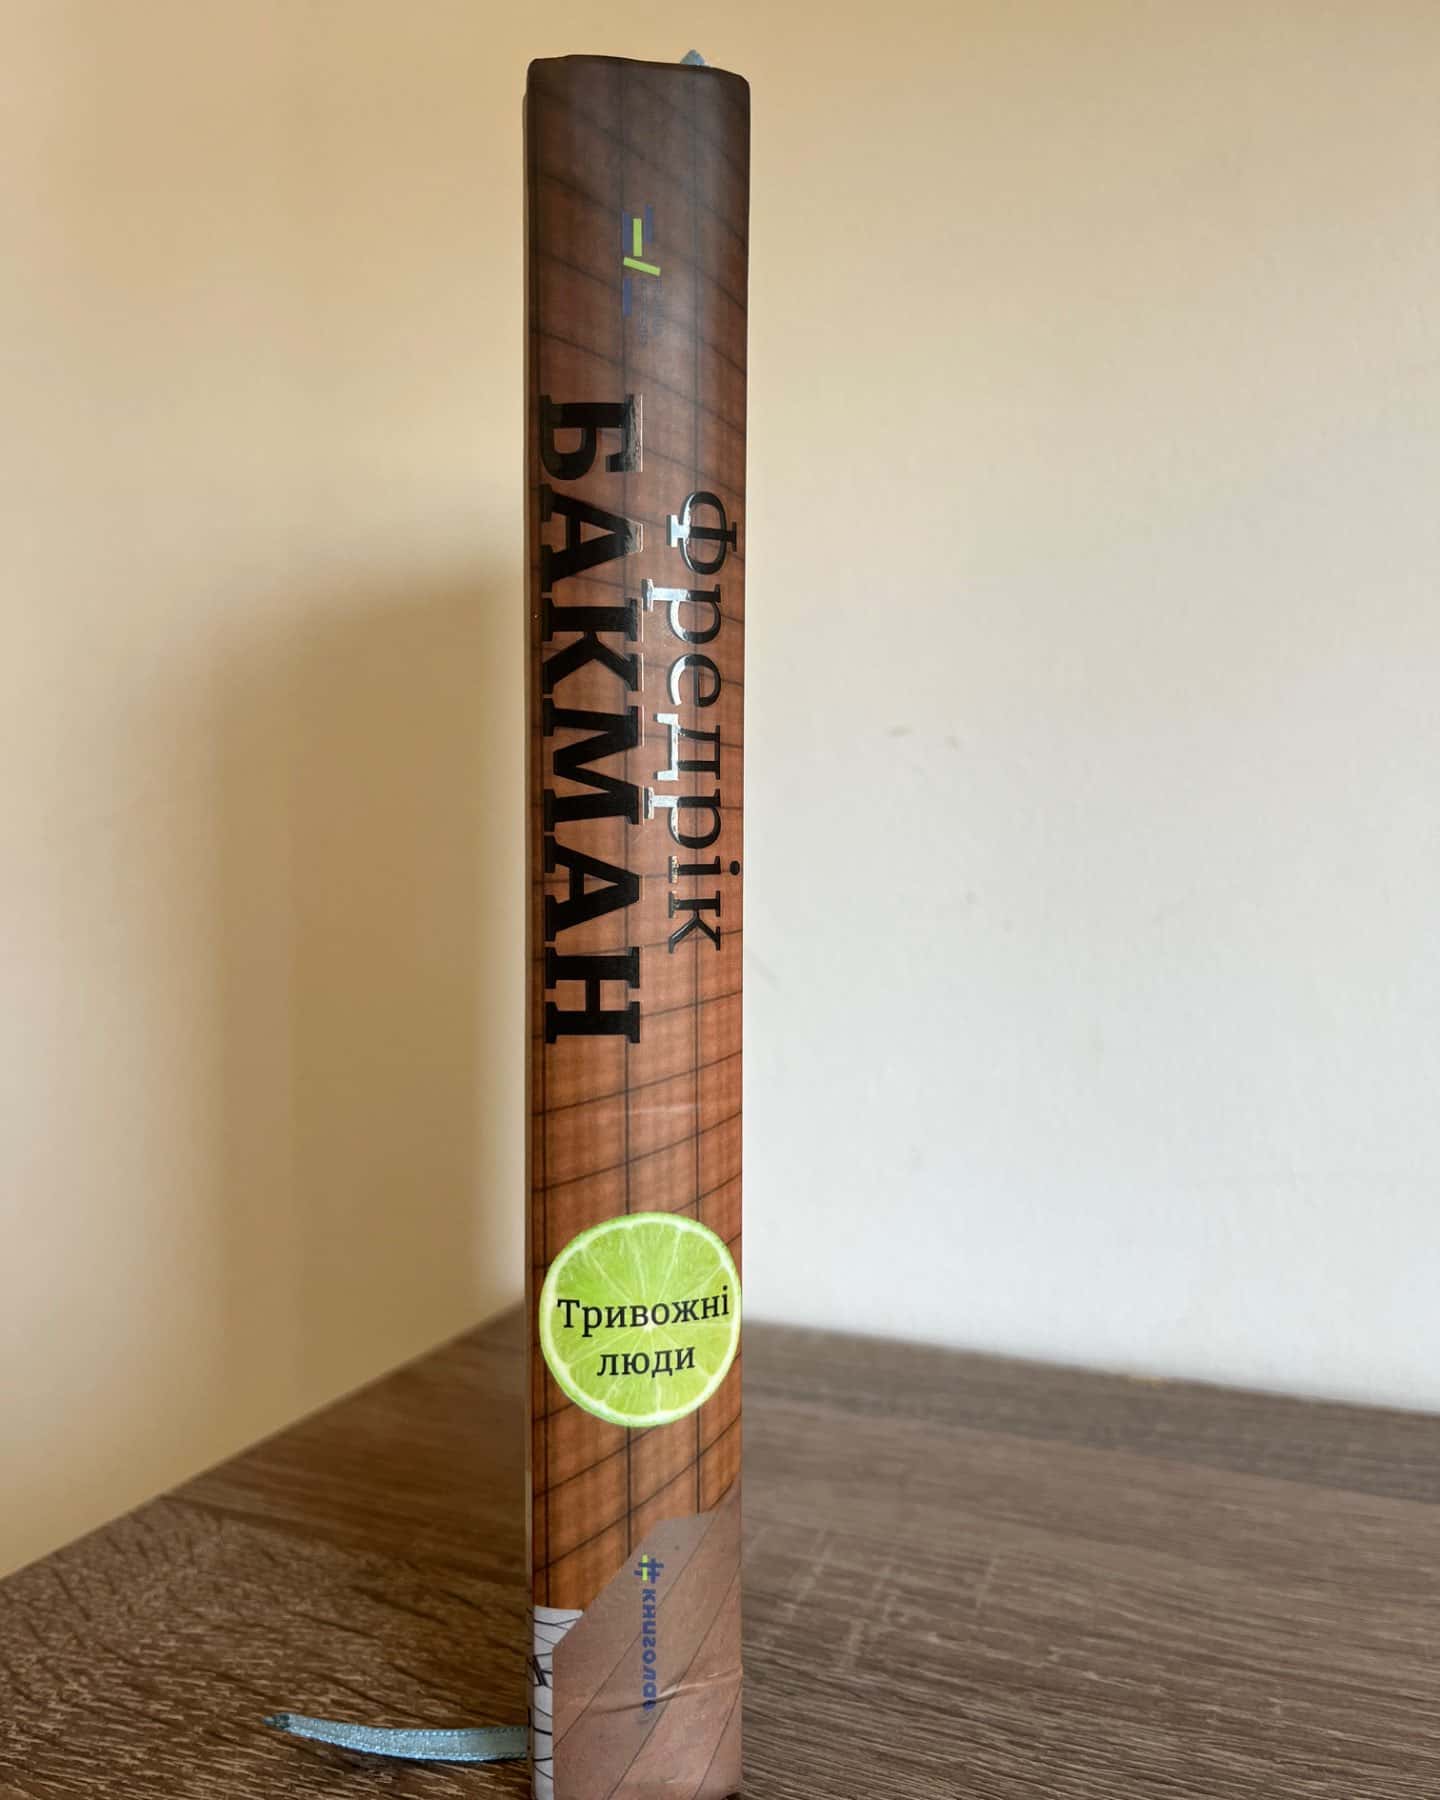 Фредрік
БАКМАН
Тривожні
люди
#книголав